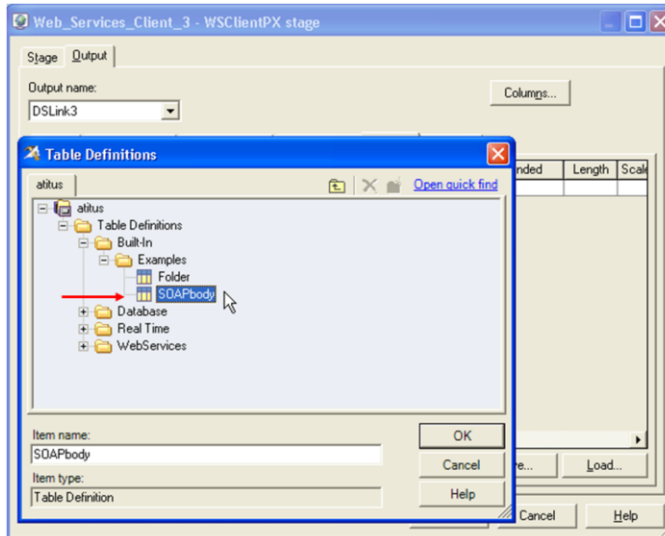 Web_Services_Client_3 - WSClientPX stage
Stage Output
Output name:
DSLink3
Columns...
Table Definitions
nded Length Scale
atitus Open quick find
atitus
Table Definitions
Built-In
Examples
Folder
SOAPbody
Database
Real Time
WebServices
Item name:
SOAPbody
Item type:
Table Definition
OK
Cancel
Help
Load...
Cancel Help